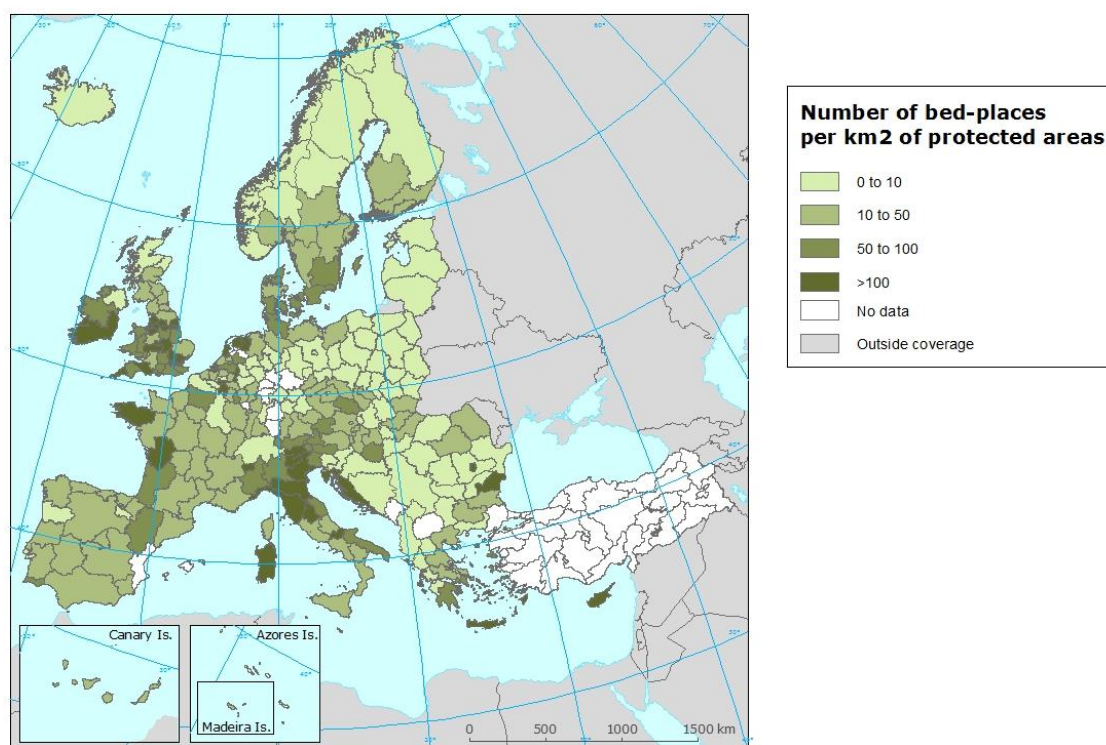 Number of bed-places
per km2 of protected areas
0 to 10
10 to 50
50 to 100
>100
No data
Outside coverage
Canary Is.
Azores Is.
Madeira Is.
0 500 1000 1500 km